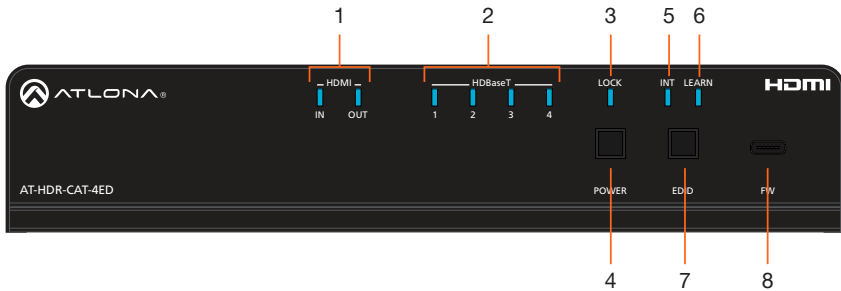 1 2 3 5 6
HDMI HDBaseT LOCK INT LEARN HDMI
ATLONA®
IN OUT 1 2 3 4
AT-HDR-CAT-4ED POWER EDID FW
4 7 8